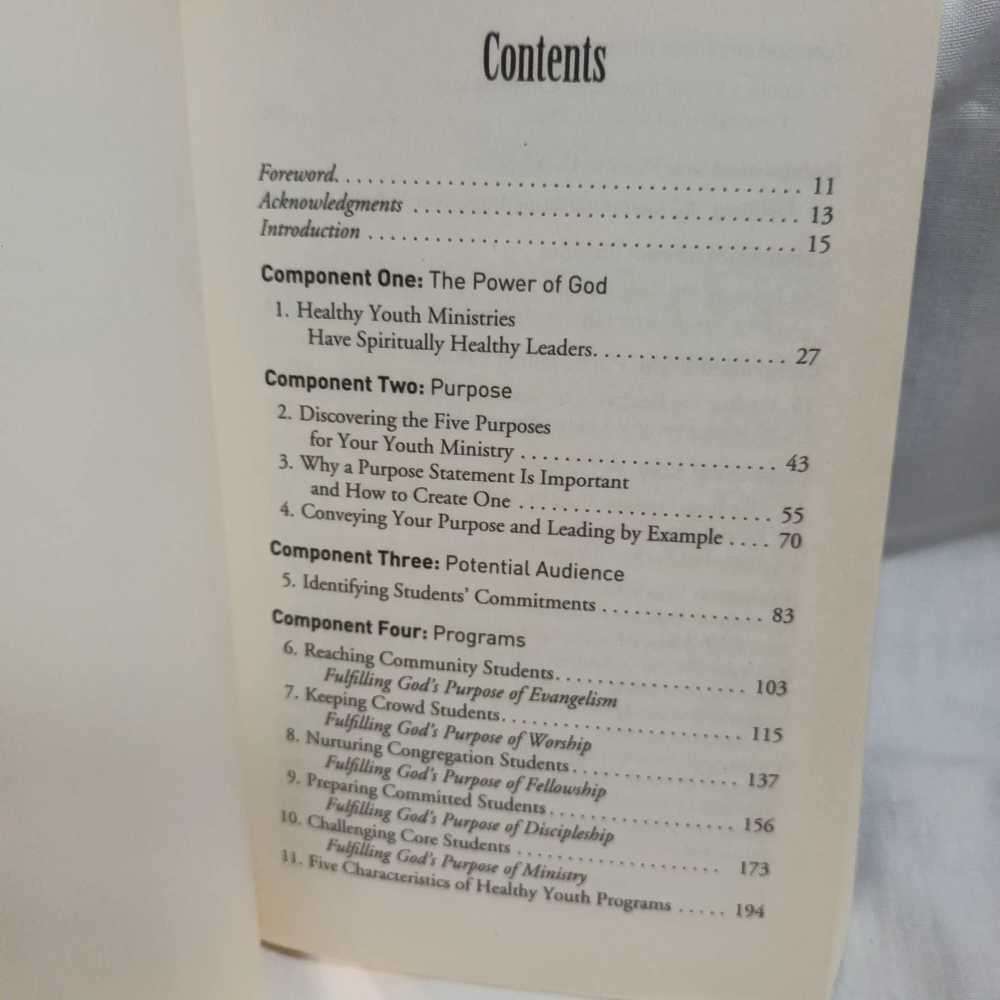 Contents
Foreword. . . . . . . . . . . . . . . . . . . . . . . . . . . . . . . 11
Acknowledgments . . . . . . . . . . . . . . . . . . . . . . . . . . 13
Introduction . . . . . . . . . . . . . . . . . . . . . . . . . . . . . 15
Component One: The Power of God
1. Healthy Youth Ministries
Have Spiritually Healthy Leaders. . . . . . . . . . . . . . . . 27
Component Two: Purpose
2. Discovering the Five Purposes
for Your Youth Ministry . . . . . . . . . . . . . . . . . . . . . 43
3. Why a Purpose Statement Is Important
and How to Create One . . . . . . . . . . . . . . . . . . . . . 55
4. Conveying Your Purpose and Leading by Example . . . . 70
Component Three: Potential Audience
5. Identifying Students' Commitments . . . . . . . . . . . . . . 83
Component Four: Programs
6. Reaching Community Students. . . . . . . . . . . . . . . . 103
Fulfilling God's Purpose of Evangelism
7. Keeping Crowd Students. . . . . . . . . . . . . . . . . . . . 115
Fulfilling God's Purpose of Worship
8. Nurturing Congregation Students. . . . . . . . . . . . . . 137
Fulfilling God's Purpose of Fellowship
9. Preparing Committed Students. . . . . . . . . . . . . . . . 156
Fulfilling God's Purpose of Discipleship
10. Challenging Core Students . . . . . . . . . . . . . . . . . 173
Fulfilling God's Purpose of Ministry
11. Five Characteristics of Healthy Youth Programs . . . . . 194